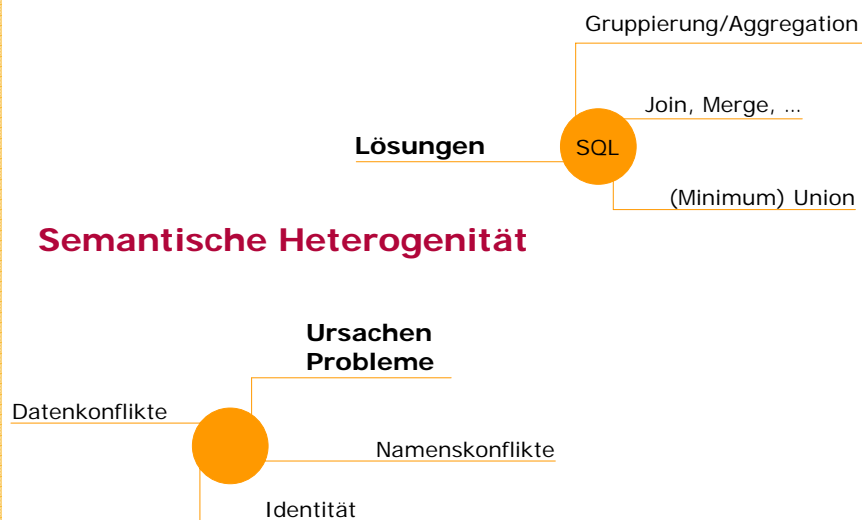 Gruppierung/Aggregation
Join, Merge, ...
Lösungen
SQL
(Minimum) Union
Semantische Heterogenität
Ursachen
Probleme
Datenkonflikte
Namenskonflikte
Identität